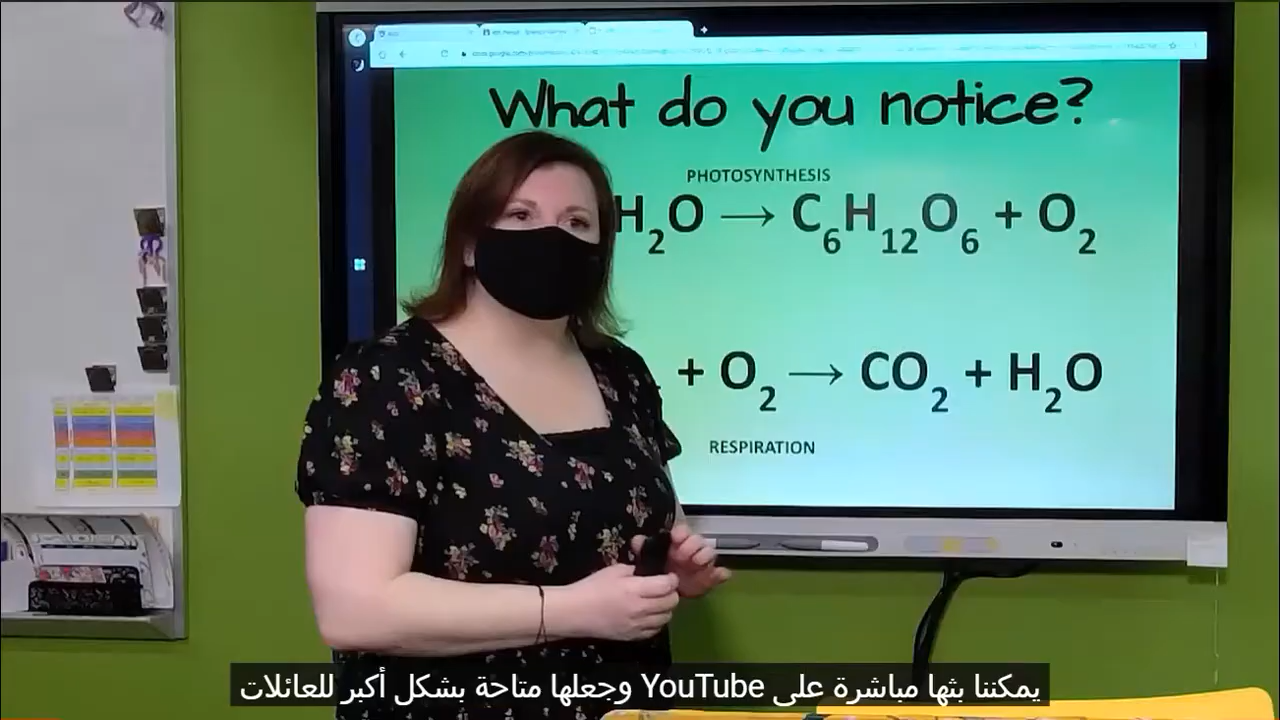 What do you notice?
PHOTOSYNTHESIS
H2O → C6H12O6 + O2
+ O2 → CO2 + H2O
RESPIRATION
يمكننا بثها مباشرة على YouTube وجعلها متاحة بشكل أكبر للعائلات